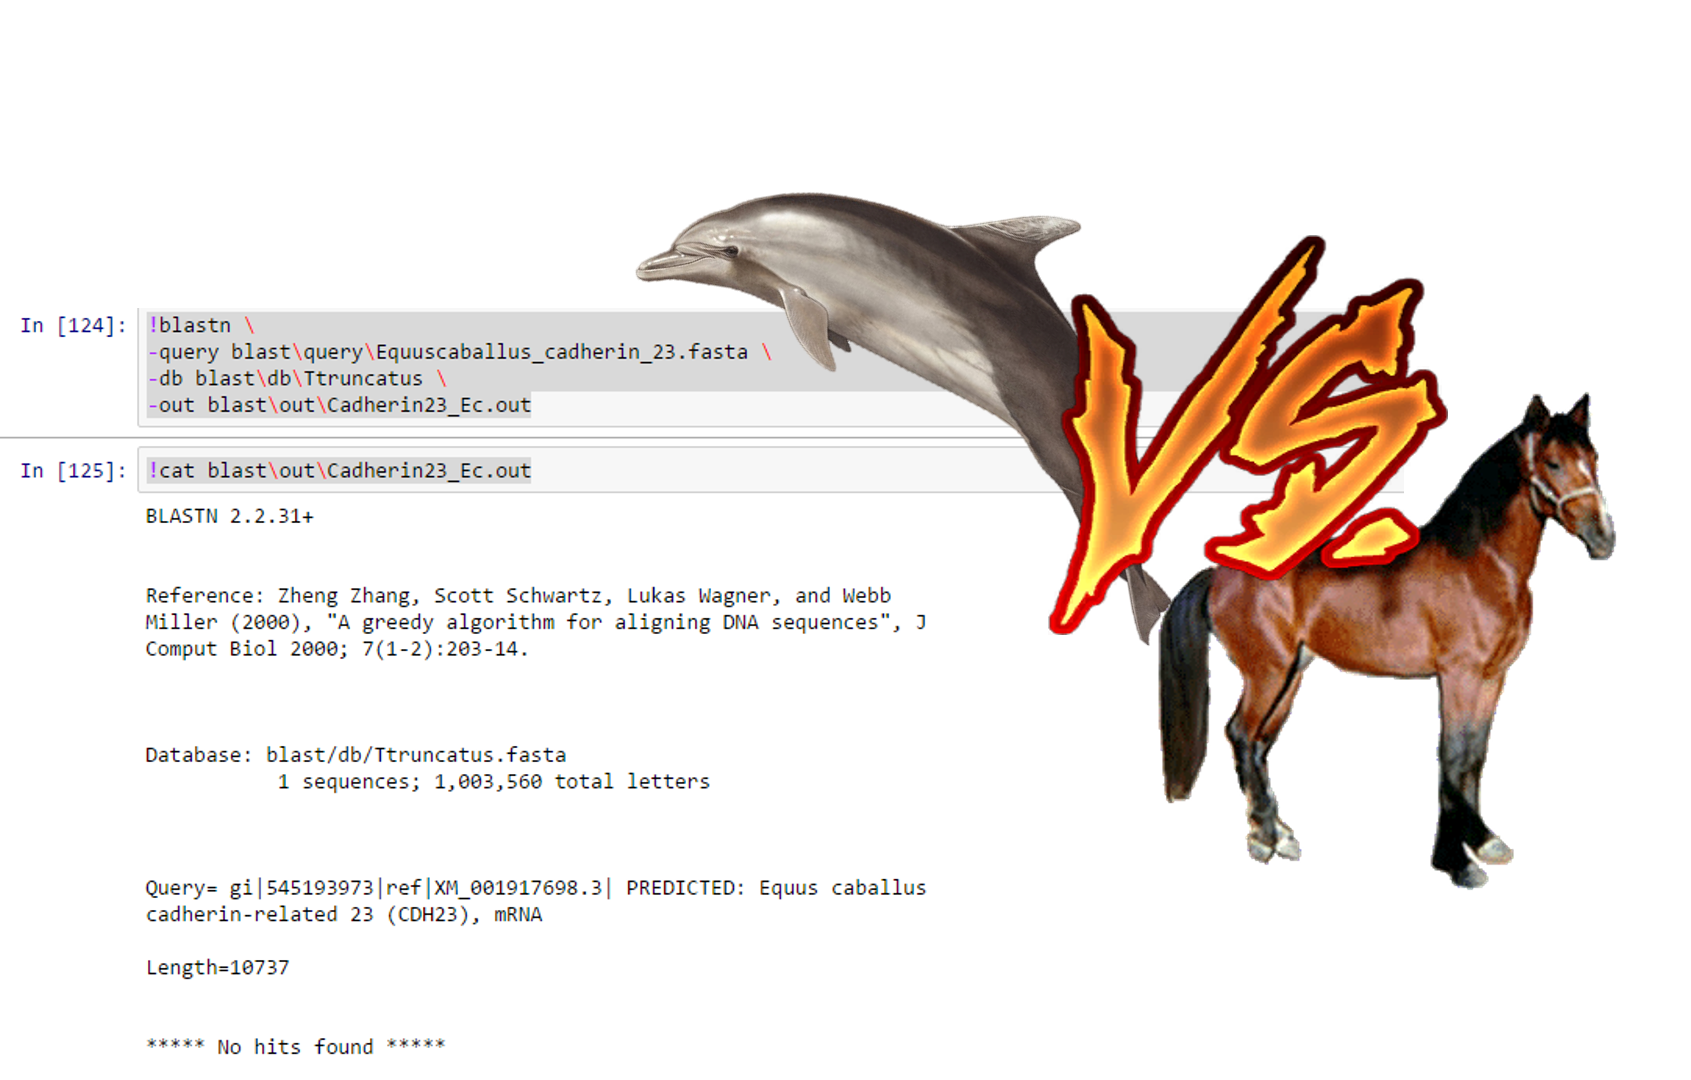 In [124]:
!blastn \
-query blast\query\Equuscaballus_cadherin_23.fasta \
-db blast\db\Ttruncatus \
-out blast\out\Cadherin23_Ec.out
In [125]:
!cat blast\out\Cadherin23_Ec.out
BLASTN 2.2.31+
Reference: Zheng Zhang, Scott Schwartz, Lukas Wagner, and Webb
Miller (2000), "A greedy algorithm for aligning DNA sequences", J
Comput Biol 2000; 7(1-2):203-14.
Database: blast/db/Ttruncatus.fasta
1 sequences; 1,003,560 total letters
Query= gi|545193973|ref|XM_001917698.3| PREDICTED: Equus caballus
cadherin-related 23 (CDH23), mRNA
Length=10737
***** No hits found *****
VS.